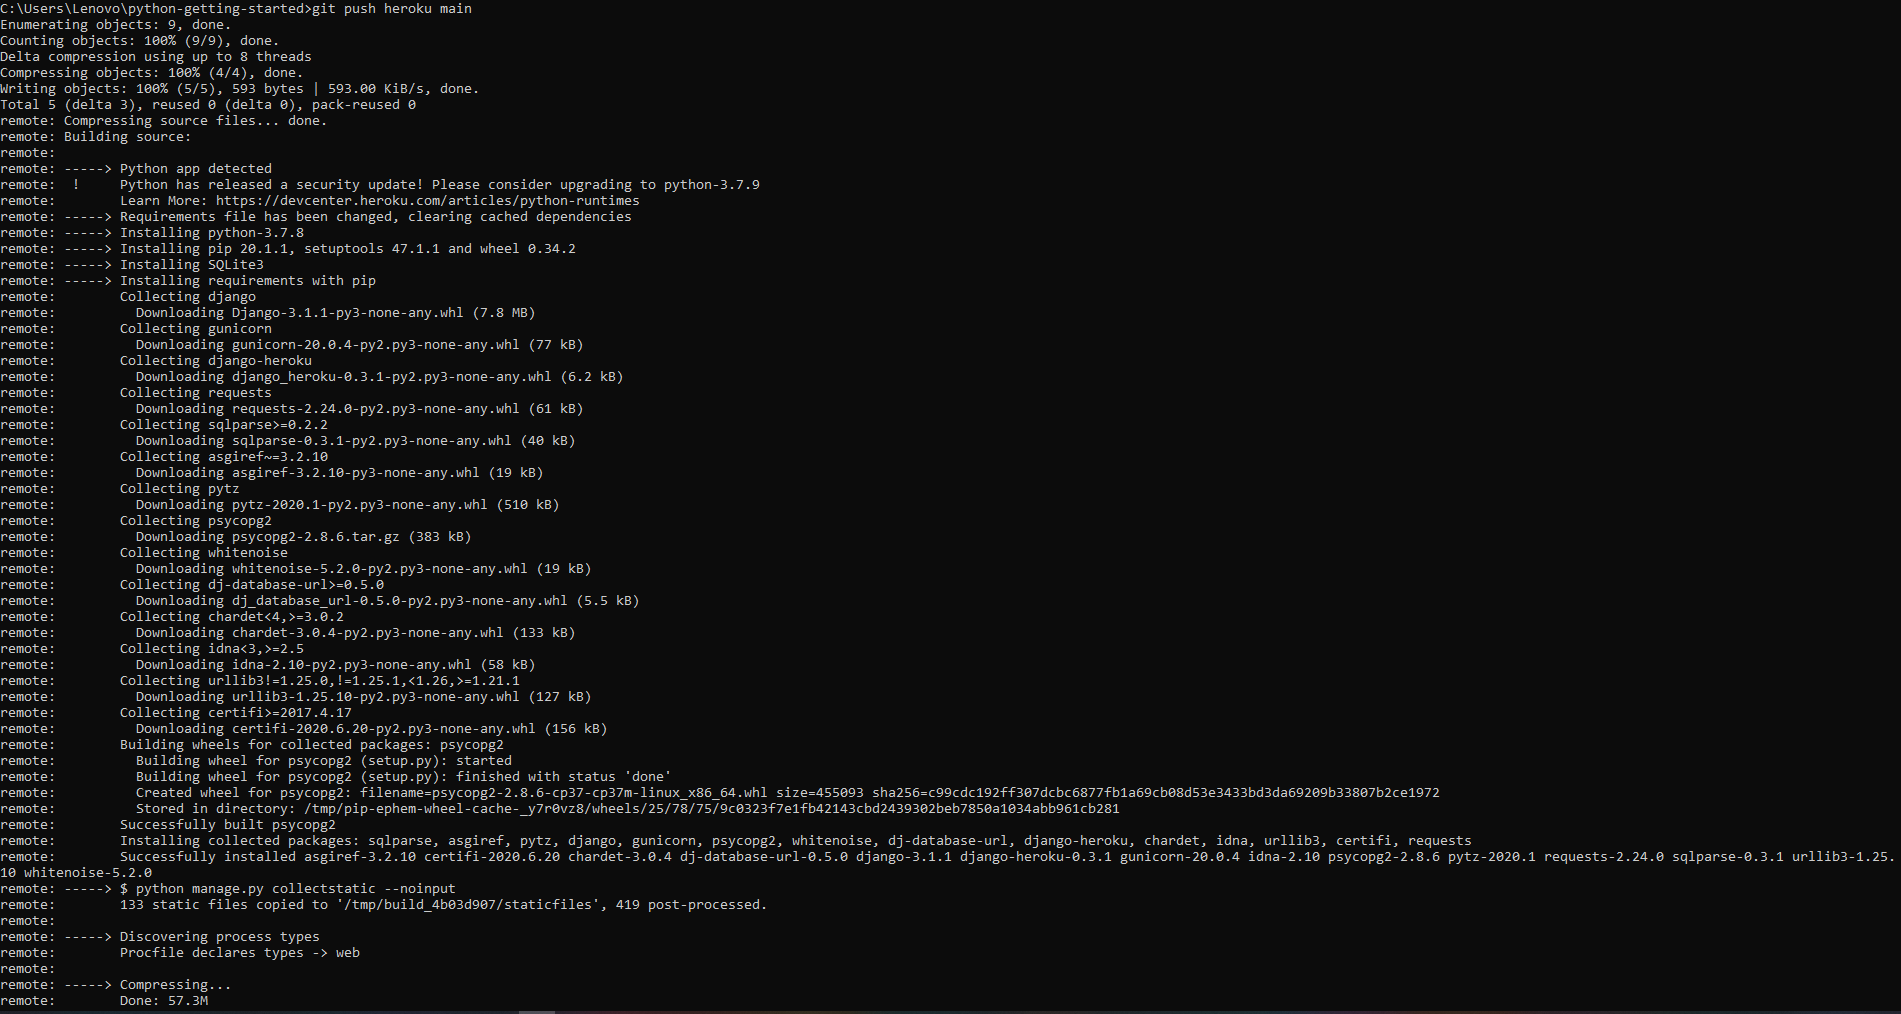 C:\Users\Lenovo\python-getting-started>git push heroku main
Enumerating objects: 9, done.
Counting objects: 100% (9/9), done.
Delta compression using up to 8 threads
Compressing objects: 100% (4/4), done.
Writing objects: 100% (5/5), 593 bytes | 593.00 KiB/s, done.
Total 5 (delta 3), reused 0 (delta 0), pack-reused 0
remote: Compressing source files... done.
remote: Building source:
remote:
remote: -----> Python app detected
remote:  !     Python has released a security update! Please consider upgrading to python-3.7.9
remote:        Learn More: https://devcenter.heroku.com/articles/python-runtimes
remote: -----> Requirements file has been changed, clearing cached dependencies
remote: -----> Installing python-3.7.8
remote: -----> Installing pip 20.1.1, setuptools 47.1.1 and wheel 0.34.2
remote: -----> Installing SQLite3
remote: -----> Installing requirements with pip
remote:        Collecting django
remote:          Downloading Django-3.1.1-py3-none-any.whl (7.8 MB)
remote:        Collecting gunicorn
remote:          Downloading gunicorn-20.0.4-py2.py3-none-any.whl (77 kB)
remote:        Collecting django-heroku
remote:          Downloading django_heroku-0.3.1-py2.py3-none-any.whl (6.2 kB)
remote:        Collecting requests
remote:          Downloading requests-2.24.0-py2.py3-none-any.whl (61 kB)
remote:        Collecting sqlparse>=0.2.2
remote:          Downloading sqlparse-0.3.1-py2.py3-none-any.whl (40 kB)
remote:        Collecting asgiref~=3.2.10
remote:          Downloading asgiref-3.2.10-py3-none-any.whl (19 kB)
remote:        Collecting pytz
remote:          Downloading pytz-2020.1-py2.py3-none-any.whl (510 kB)
remote:        Collecting psycopg2
remote:          Downloading psycopg2-2.8.6.tar.gz (383 kB)
remote:        Collecting whitenoise
remote:          Downloading whitenoise-5.2.0-py2.py3-none-any.whl (19 kB)
remote:        Collecting dj-database-url>=0.5.0
remote:          Downloading dj_database_url-0.5.0-py2.py3-none-any.whl (5.5 kB)
remote:        Collecting chardet<4,>=3.0.2
remote:          Downloading chardet-3.0.4-py2.py3-none-any.whl (133 kB)
remote:        Collecting idna<3,>=2.5
remote:          Downloading idna-2.10-py2.py3-none-any.whl (58 kB)
remote:        Collecting urllib3!=1.25.0,!=1.25.1,<1.26,>=1.21.1
remote:          Downloading urllib3-1.25.10-py2.py3-none-any.whl (127 kB)
remote:        Collecting certifi>=2017.4.17
remote:          Downloading certifi-2020.6.20-py2.py3-none-any.whl (156 kB)
remote:        Building wheels for collected packages: psycopg2
remote:          Building wheel for psycopg2 (setup.py): started
remote:          Building wheel for psycopg2 (setup.py): finished with status 'done'
remote:          Created wheel for psycopg2: filename=psycopg2-2.8.6-cp37-cp37m-linux_x86_64.whl size=455093 sha256=c99cdc192ff307dcbc6877fb1a69cb08d53e3433bd3da69209b33807b2ce1972
remote:          Stored in directory: /tmp/pip-ephem-wheel-cache-_y7r0vz8/wheels/25/78/75/9c0323f7e1fb42143cbd2439302beb7850a1034abb961cb281
remote:        Successfully built psycopg2
remote:        Installing collected packages: sqlparse, asgiref, pytz, django, gunicorn, psycopg2, whitenoise, dj-database-url, django-heroku, chardet, idna, urllib3, certifi, requests
remote:        Successfully installed asgiref-3.2.10 certifi-2020.6.20 chardet-3.0.4 dj-database-url-0.5.0 django-3.1.1 django-heroku-0.3.1 gunicorn-20.0.4 idna-2.10 psycopg2-2.8.6 pytz-2020.1 requests-2.24.0 sqlparse-0.3.1 urllib3-1.25.
10 whitenoise-5.2.0
remote: -----> $ python manage.py collectstatic --noinput
remote:        133 static files copied to '/tmp/build_4b03d907/staticfiles', 419 post-processed.
remote:
remote: -----> Discovering process types
remote:        Procfile declares types -> web
remote:
remote: -----> Compressing...
remote:        Done: 57.3M